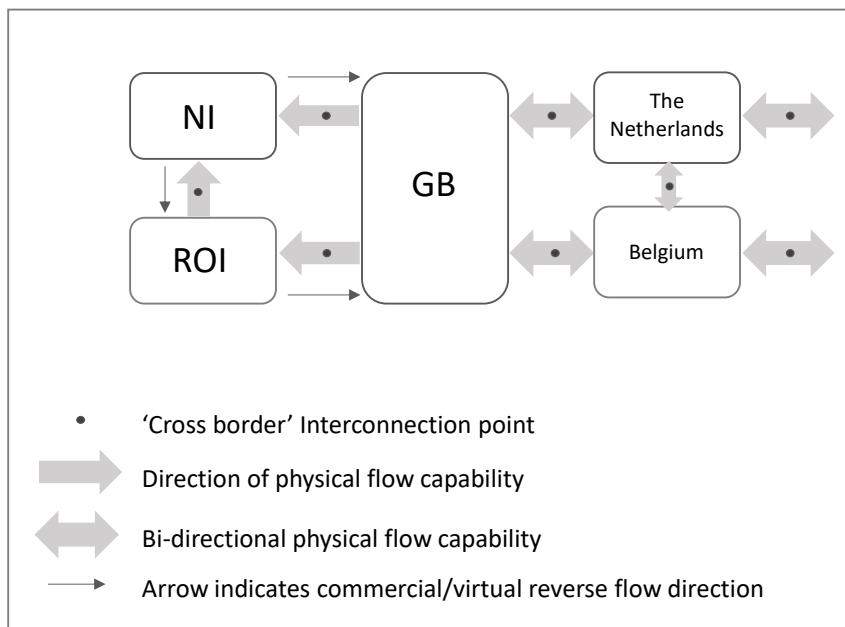 NI
GB
The
Netherlands
ROI
Belgium
‘Cross border’ Interconnection point
Direction of physical flow capability
Bi-directional physical flow capability
Arrow indicates commercial/virtual reverse flow direction